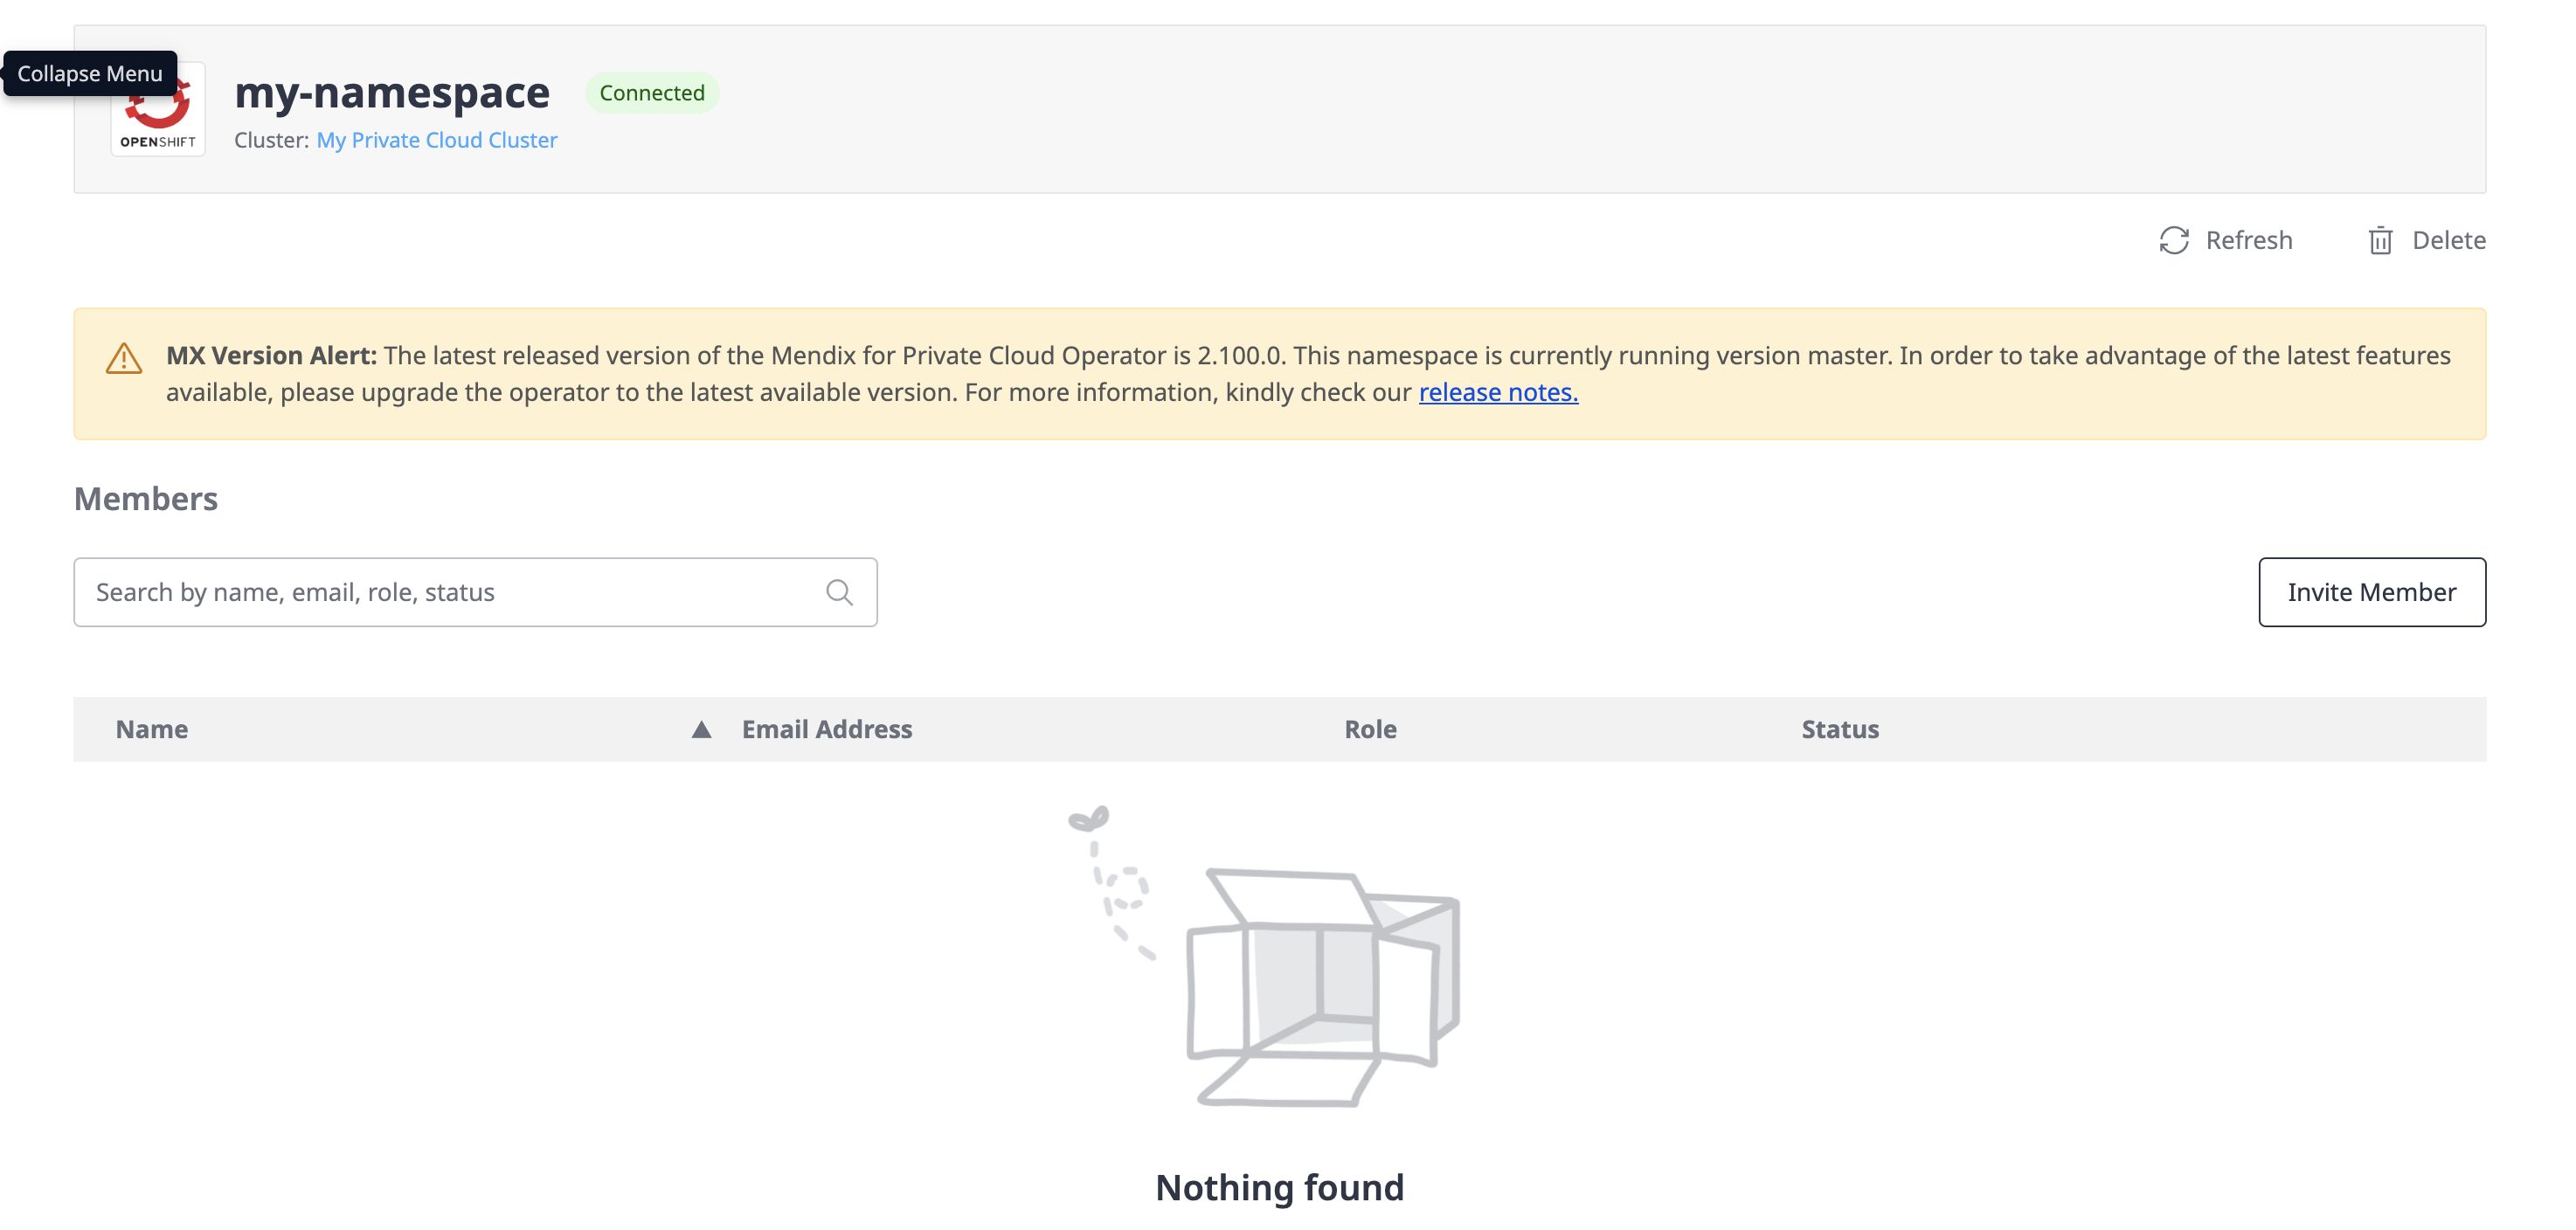 Collapse Menu
OPENSHIFT
my-namespace
Connected
Cluster: My Private Cloud Cluster
Refresh
Delete
MX Version Alert: The latest released version of the Mendix for Private Cloud Operator is 2.100.0. This namespace is currently running version master. In order to take advantage of the latest features
available, please upgrade the operator to the latest available version. For more information, kindly check our release notes.
Members
Search by name, email, role, status
Invite Member
Name
Email Address
Role
Status
Nothing found